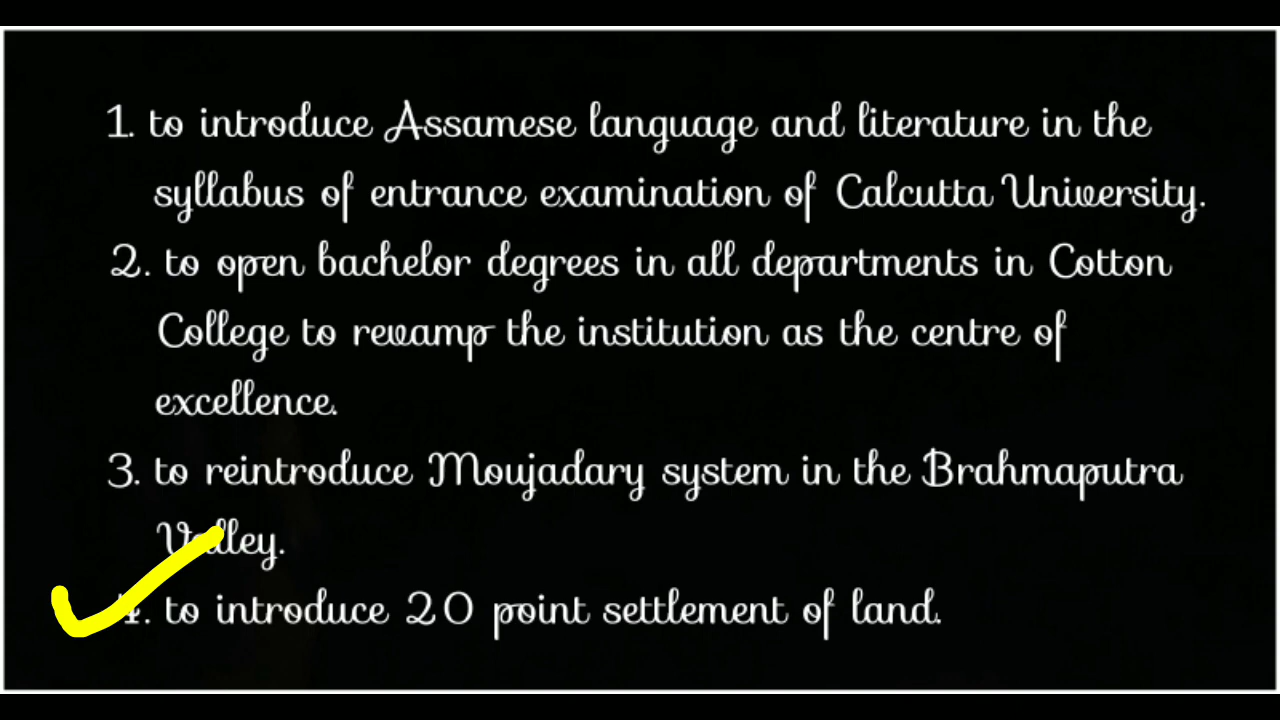 1. to introduce Assamese language and literature in the
syllabus of entrance examination of Calcutta University.
2. to open bachelor degrees in all departments in Cotton
College to revamp the institution as the centre of
excellence.
3. to reintroduce Moujadary system in the Brahmaputra
Valley.
4. to introduce 20 point settlement of land.